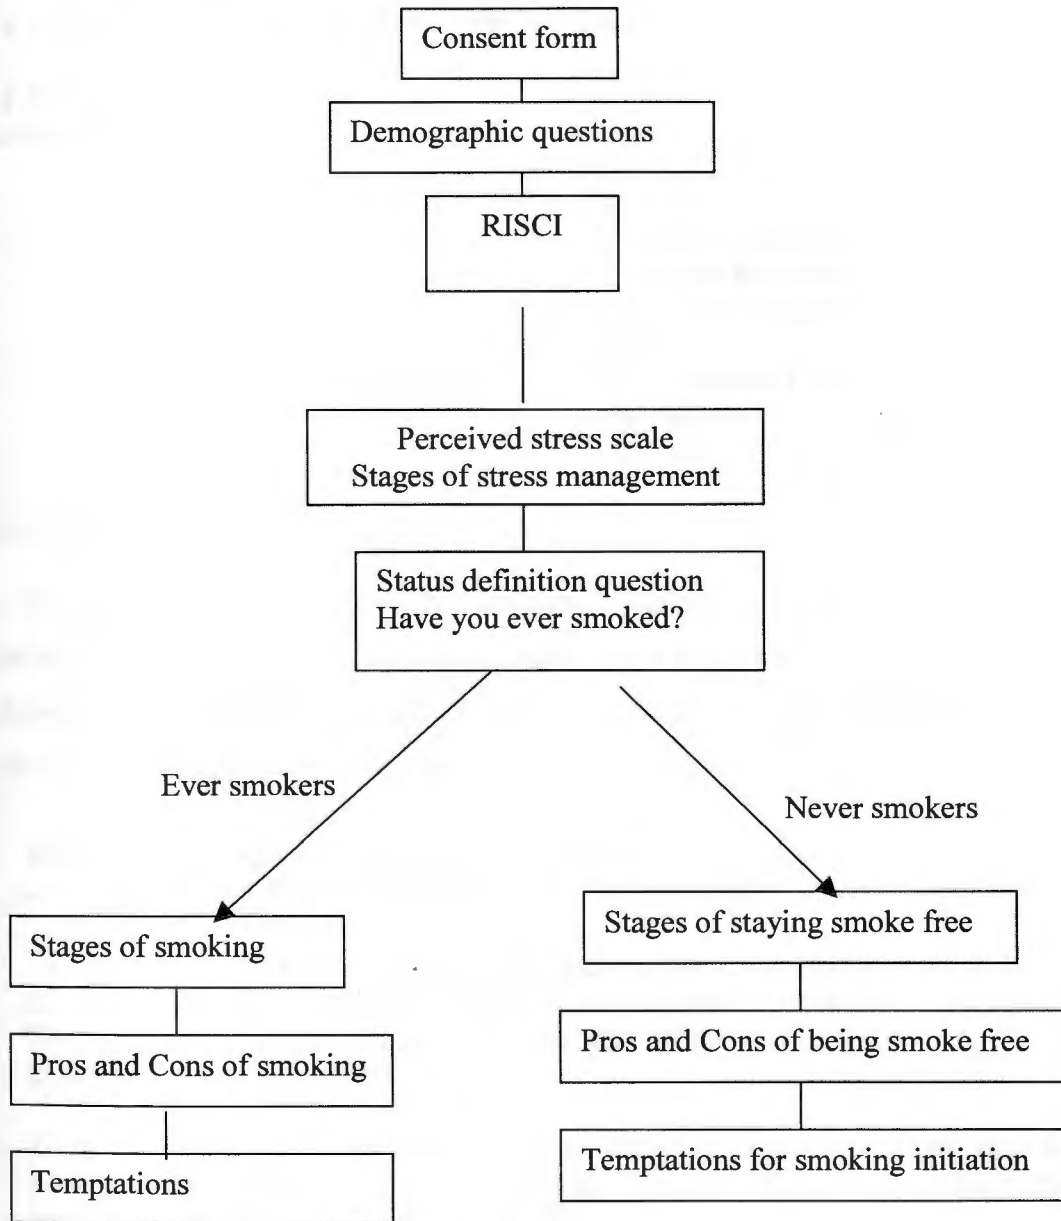 Consent form
Demographic questions
RISCI
Perceived stress scale
Stages of stress management
Status definition question
Have you ever smoked?
Ever smokers
Never smokers
Stages of smoking
Pros and Cons of smoking
Temptations
Stages of staying smoke free
Pros and Cons of being smoke free
Temptations for smoking initiation